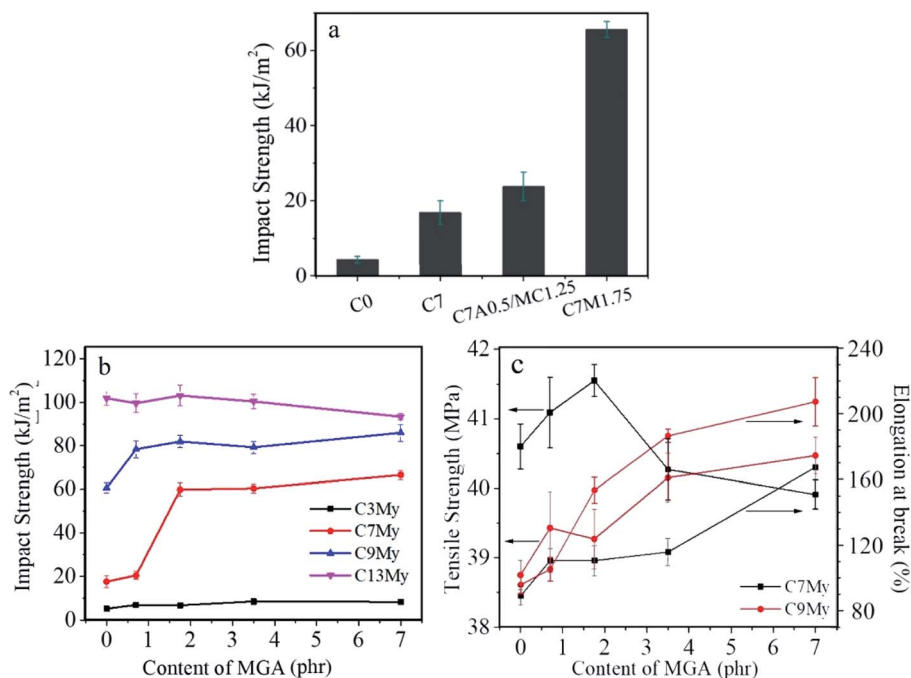 a
Impact Strength (kJ/m²)
60
40
20
0
C0
C7
C7A0.5/MC1.25
C7M1.75
b
Impact Strength (kJ/m²)
120
100
80
60
40
20
0
C3My
C7My
C9My
C13My
0 1 2 3 4 5 6 7
Content of MGA (phr)
c
Tensile Strength (MPa)
42
41
40
39
38
240
200
160
120
80
Elongation at break (%)
C7My
C9My
0 1 2 3 4 5 6 7
Content of MGA (phr)